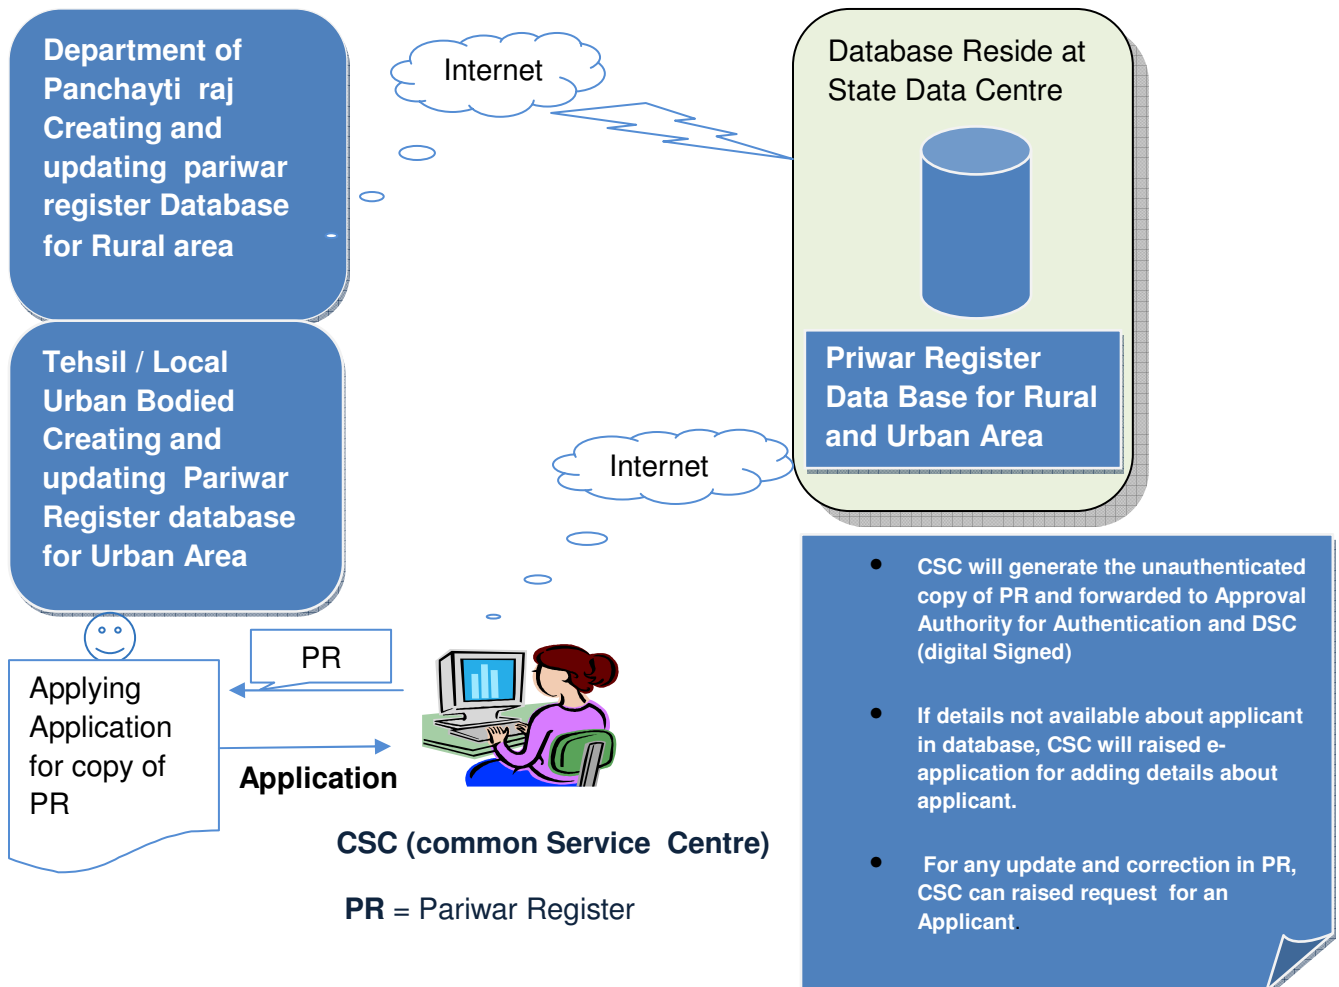 Department of
Panchayti raj
Creating and
updating pariwar
register Database
for Rural area
Internet
Database Reside at
State Data Centre
Priwar Register
Data Base for Rural
and Urban Area
Tehsil / Local
Urban Bodied
Creating and
updating Pariwar
Register database
for Urban Area
Internet
PR
Applying
Application
for copy of
PR
Application
CSC (common Service Centre)
PR = Pariwar Register
• CSC will generate the unauthenticated
copy of PR and forwarded to Approval
Authority for Authentication and DSC
(digital Signed)
• If details not available about applicant
in database, CSC will raised e-
application for adding details about
applicant.
• For any update and correction in PR,
CSC can raised request for an
Applicant.